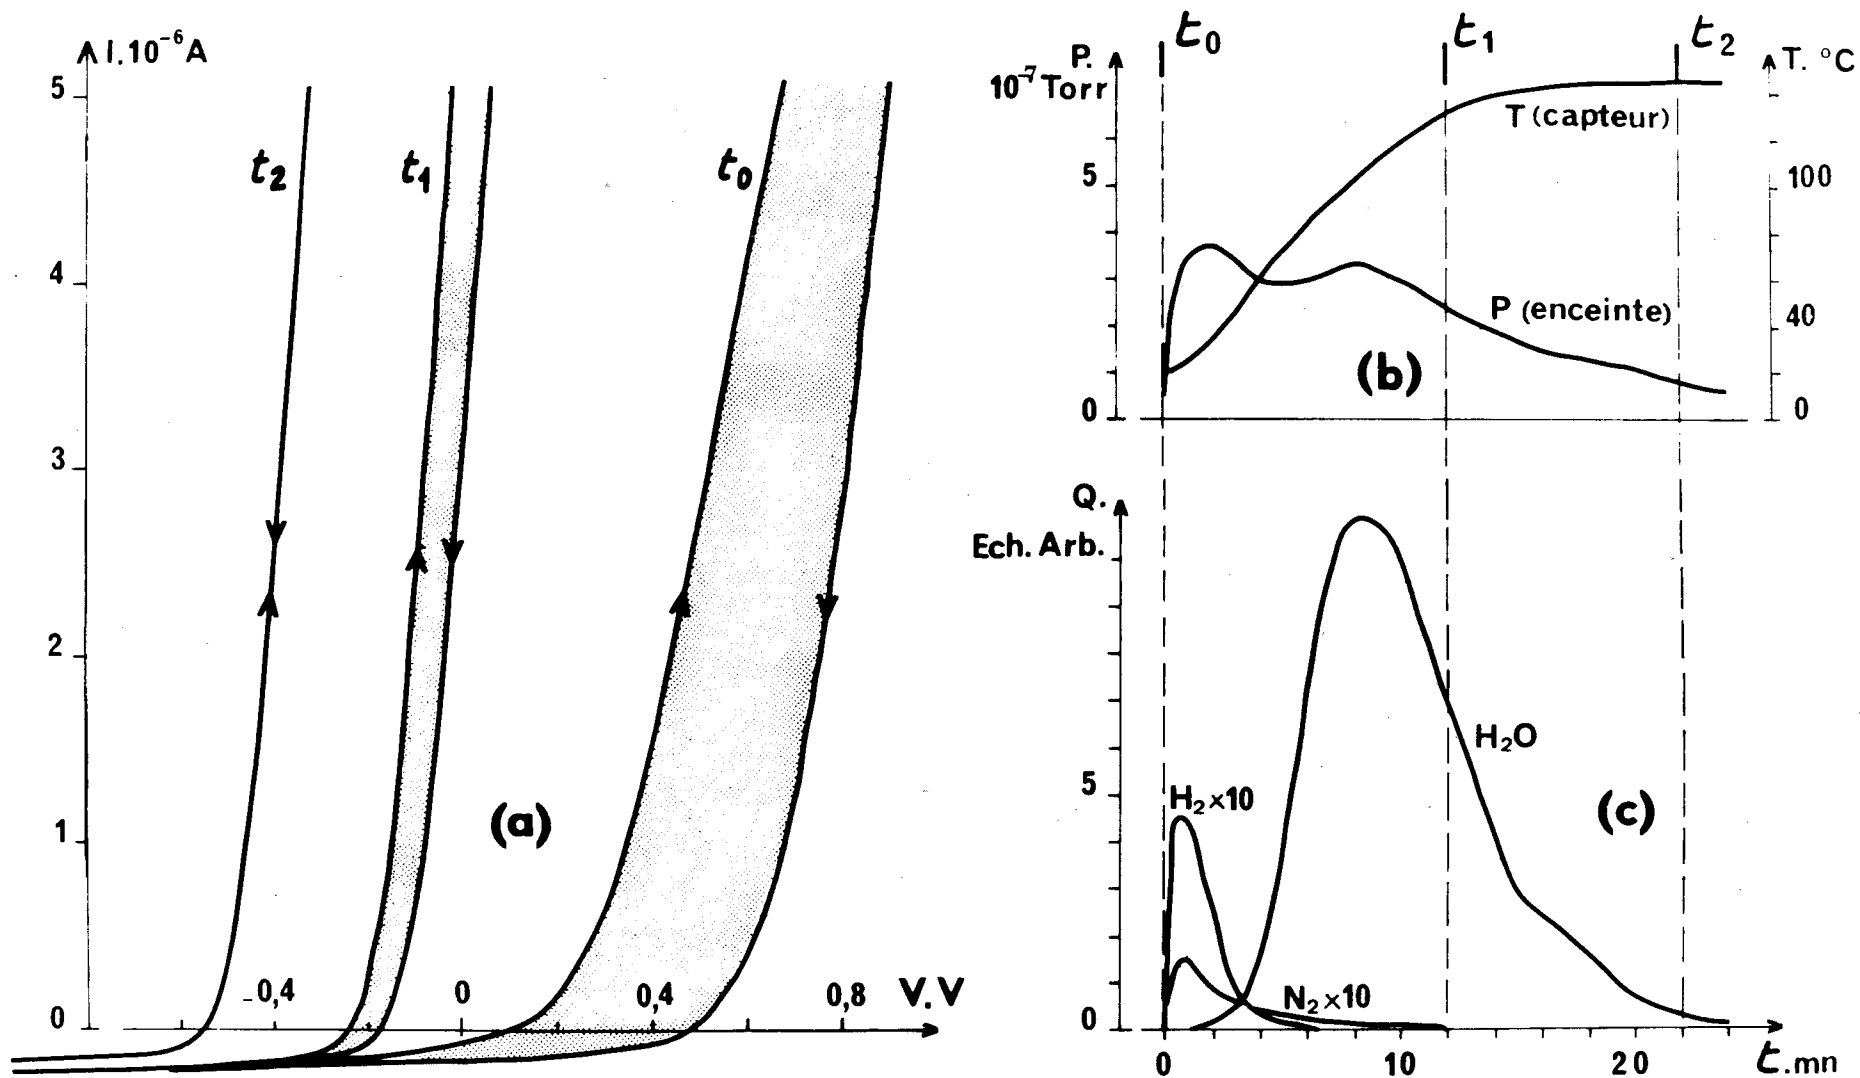 I.10⁻⁶A
5
4
3
2
1
0
t₂
t₁
t₀
(a)
-0,4
0
0,4
0,8
V.V
t₀
t₁
t₂
P.
10⁻⁷Torr
5
0
T. °C
100
40
0
T (capteur)
P (enceinte)
(b)
Q.
Ech. Arb.
5
0
H₂×10
N₂×10
H₂O
(c)
0
10
20
t.mn